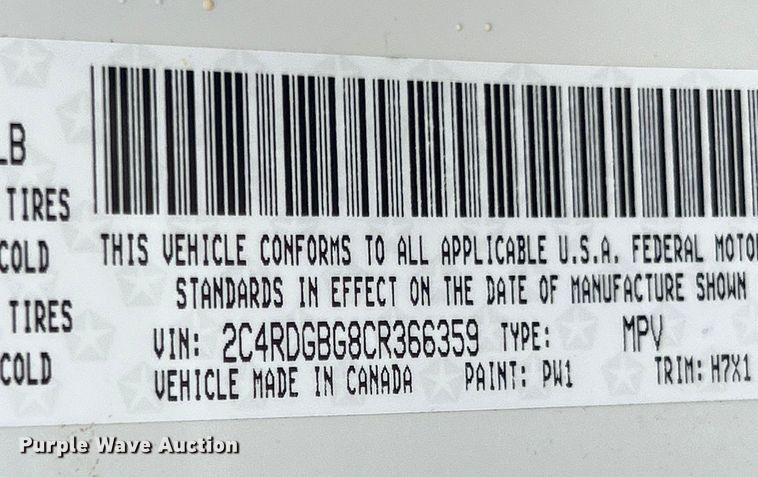 LB
TIRES
COLD
TIRES
COLD
THIS VEHICLE CONFORMS TO ALL APPLICABLE U.S.A. FEDERAL MOTO
STANDARDS IN EFFECT ON THE DATE OF MANUFACTURE SHOWN
VIN: 2C4RDGBG8CR366359 TYPE: MPV
VEHICLE MADE IN CANADA PAINT: PW1 TRIM: H7X1
Purple Wave Auction